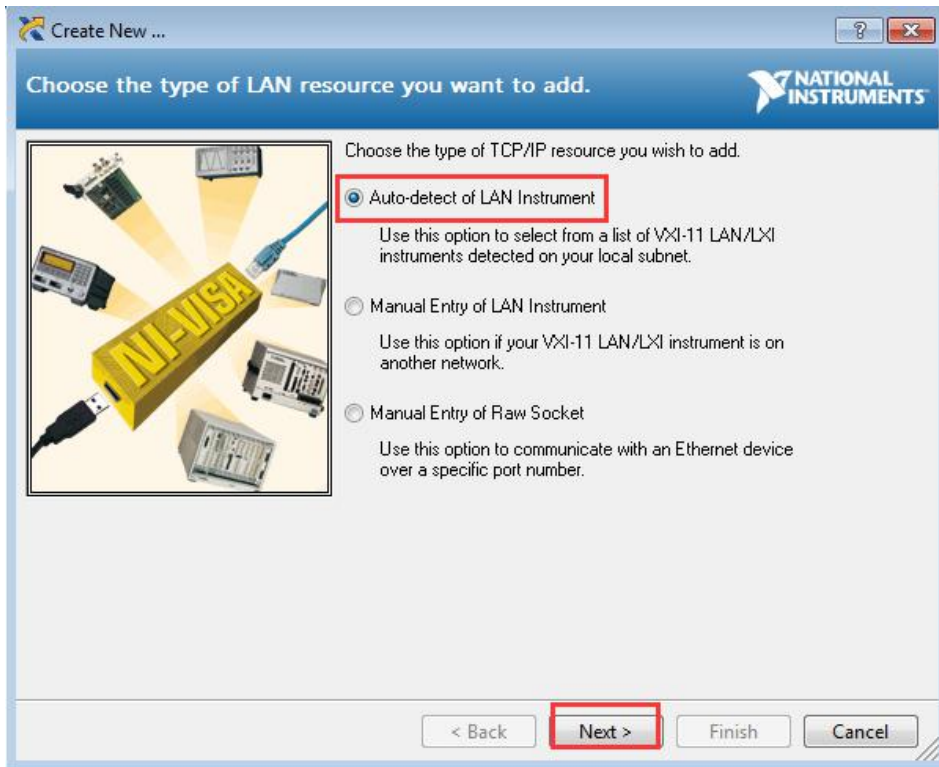 Create New ...
Choose the type of LAN resource you want to add.
NATIONAL
INSTRUMENTS
Choose the type of TCP/IP resource you wish to add.
Auto-detect of LAN Instrument
Use this option to select from a list of VXI-11 LAN/LXI
instruments detected on your local subnet.
Manual Entry of LAN Instrument
Use this option if your VXI-11 LAN/LXI instrument is on
another network.
Manual Entry of Raw Socket
Use this option to communicate with an Ethernet device
over a specific port number.
NI-VISA
< Back
Next >
Finish
Cancel